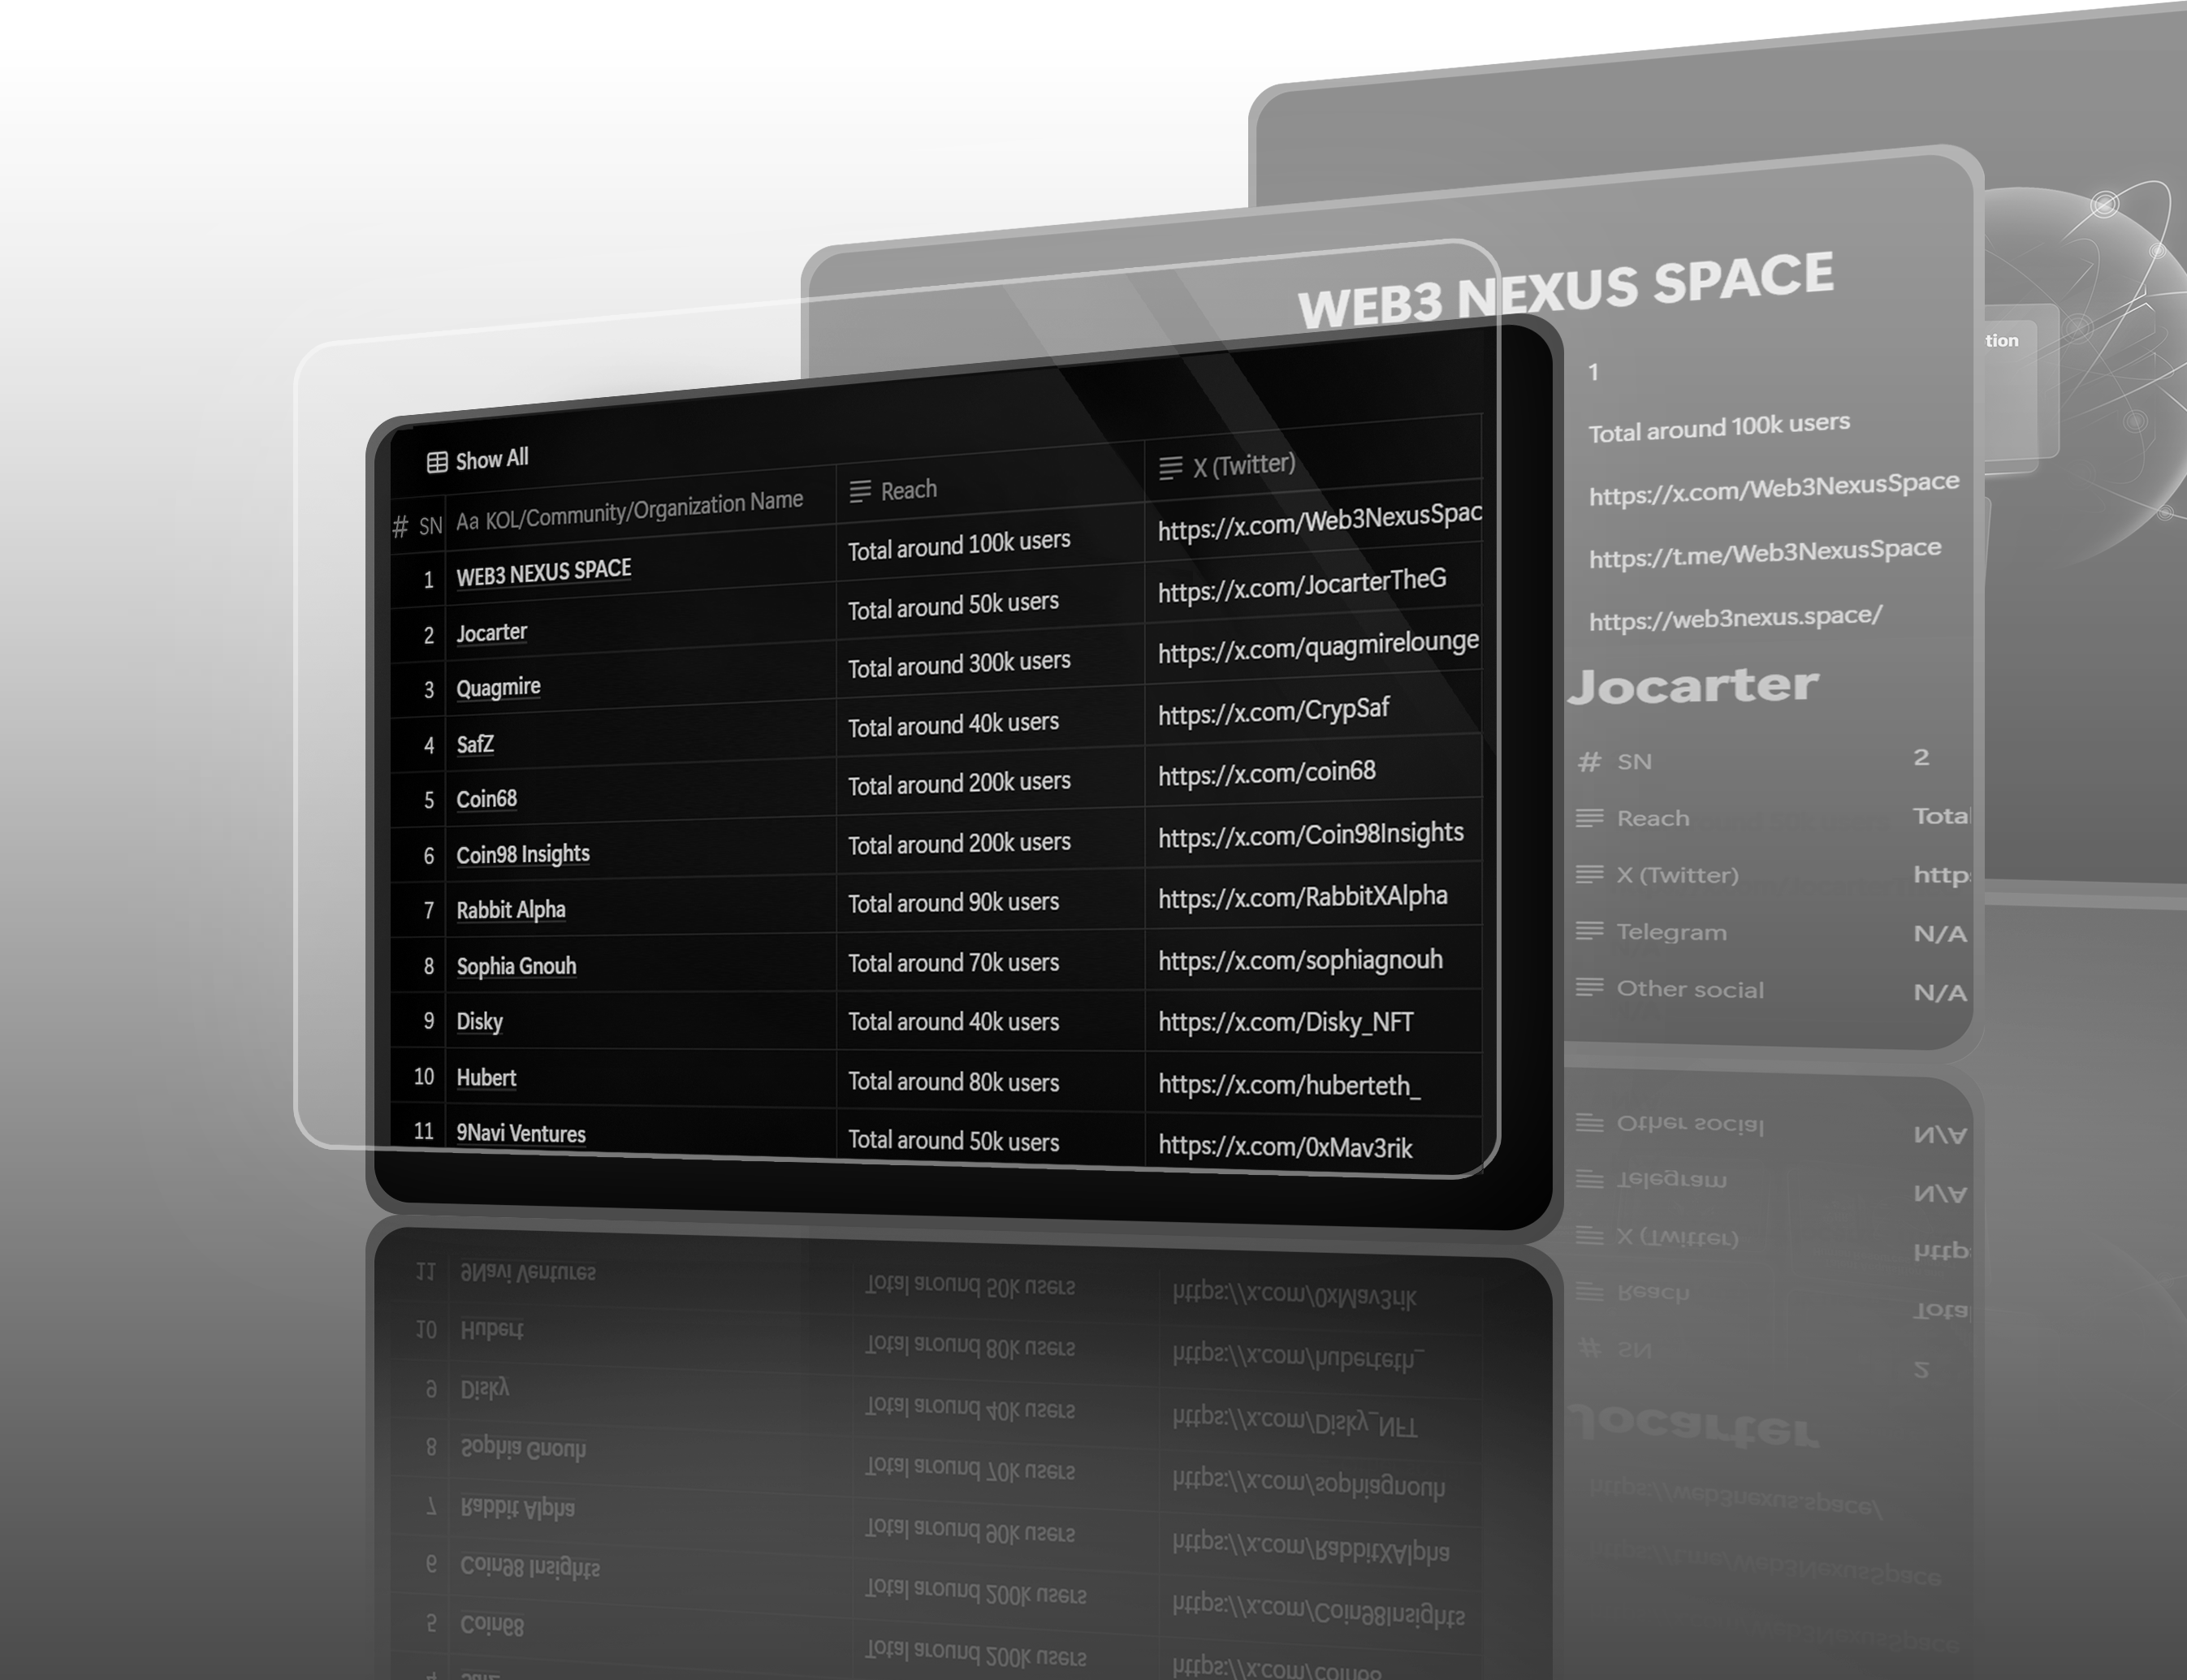 Show All
# SN Aa KOL/Community/Organization Name Reach X (Twitter)
1 WEB3 NEXUS SPACE Total around 100k users https://x.com/Web3NexusSpac
2 Jocarter Total around 50k users https://x.com/JocarterTheG
3 Quagmire Total around 300k users https://x.com/quagmirelounge
4 SafZ Total around 40k users https://x.com/CrypSaf
5 Coin68 Total around 200k users https://x.com/coin68
6 Coin98 Insights Total around 200k users https://x.com/Coin98Insights
7 Rabbit Alpha Total around 90k users https://x.com/RabbitXAlpha
8 Sophia Gnouh Total around 70k users https://x.com/sophiagnouh
9 Disky Total around 40k users https://x.com/Disky_NFT
10 Hubert Total around 80k users https://x.com/huberteth_
11 9Navi Ventures Total around 50k users https://x.com/0xMav3rik
WEB3 NEXUS SPACE
1
Total around 100k users
https://x.com/Web3NexusSpace
https://t.me/Web3NexusSpace
https://web3nexus.space/
Jocarter
# SN 2
Reach Total
X (Twitter) http
Telegram N/A
Other social N/A
tion